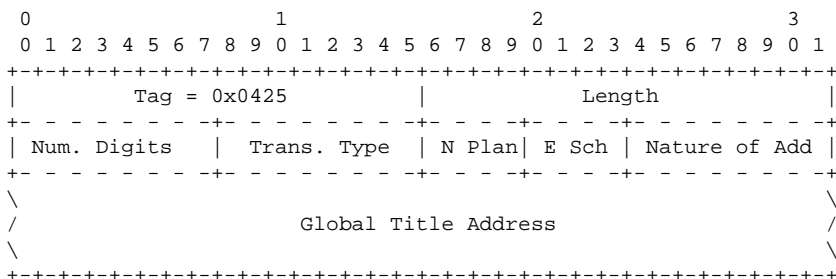 0                   1                   2                   3
 0 1 2 3 4 5 6 7 8 9 0 1 2 3 4 5 6 7 8 9 0 1 2 3 4 5 6 7 8 9 0 1
+-+-+-+-+-+-+-+-+-+-+-+-+-+-+-+-+-+-+-+-+-+-+-+-+-+-+-+-+-+-+-+-+
|         Tag = 0x0425          |            Length             |
+- - - - - - - -+- - - - - - - -+- - - -+- - - -+- - - - - - - -+
| Num. Digits   |  Trans. Type  | N Plan| E Sch | Nature of Add |
+- - - - - - - -+- - - - - - - -+- - - -+- - - -+- - - - - - - -+
\                                                               \
/                      Global Title Address                     /
\                                                               \
+-+-+-+-+-+-+-+-+-+-+-+-+-+-+-+-+-+-+-+-+-+-+-+-+-+-+-+-+-+-+-+-+